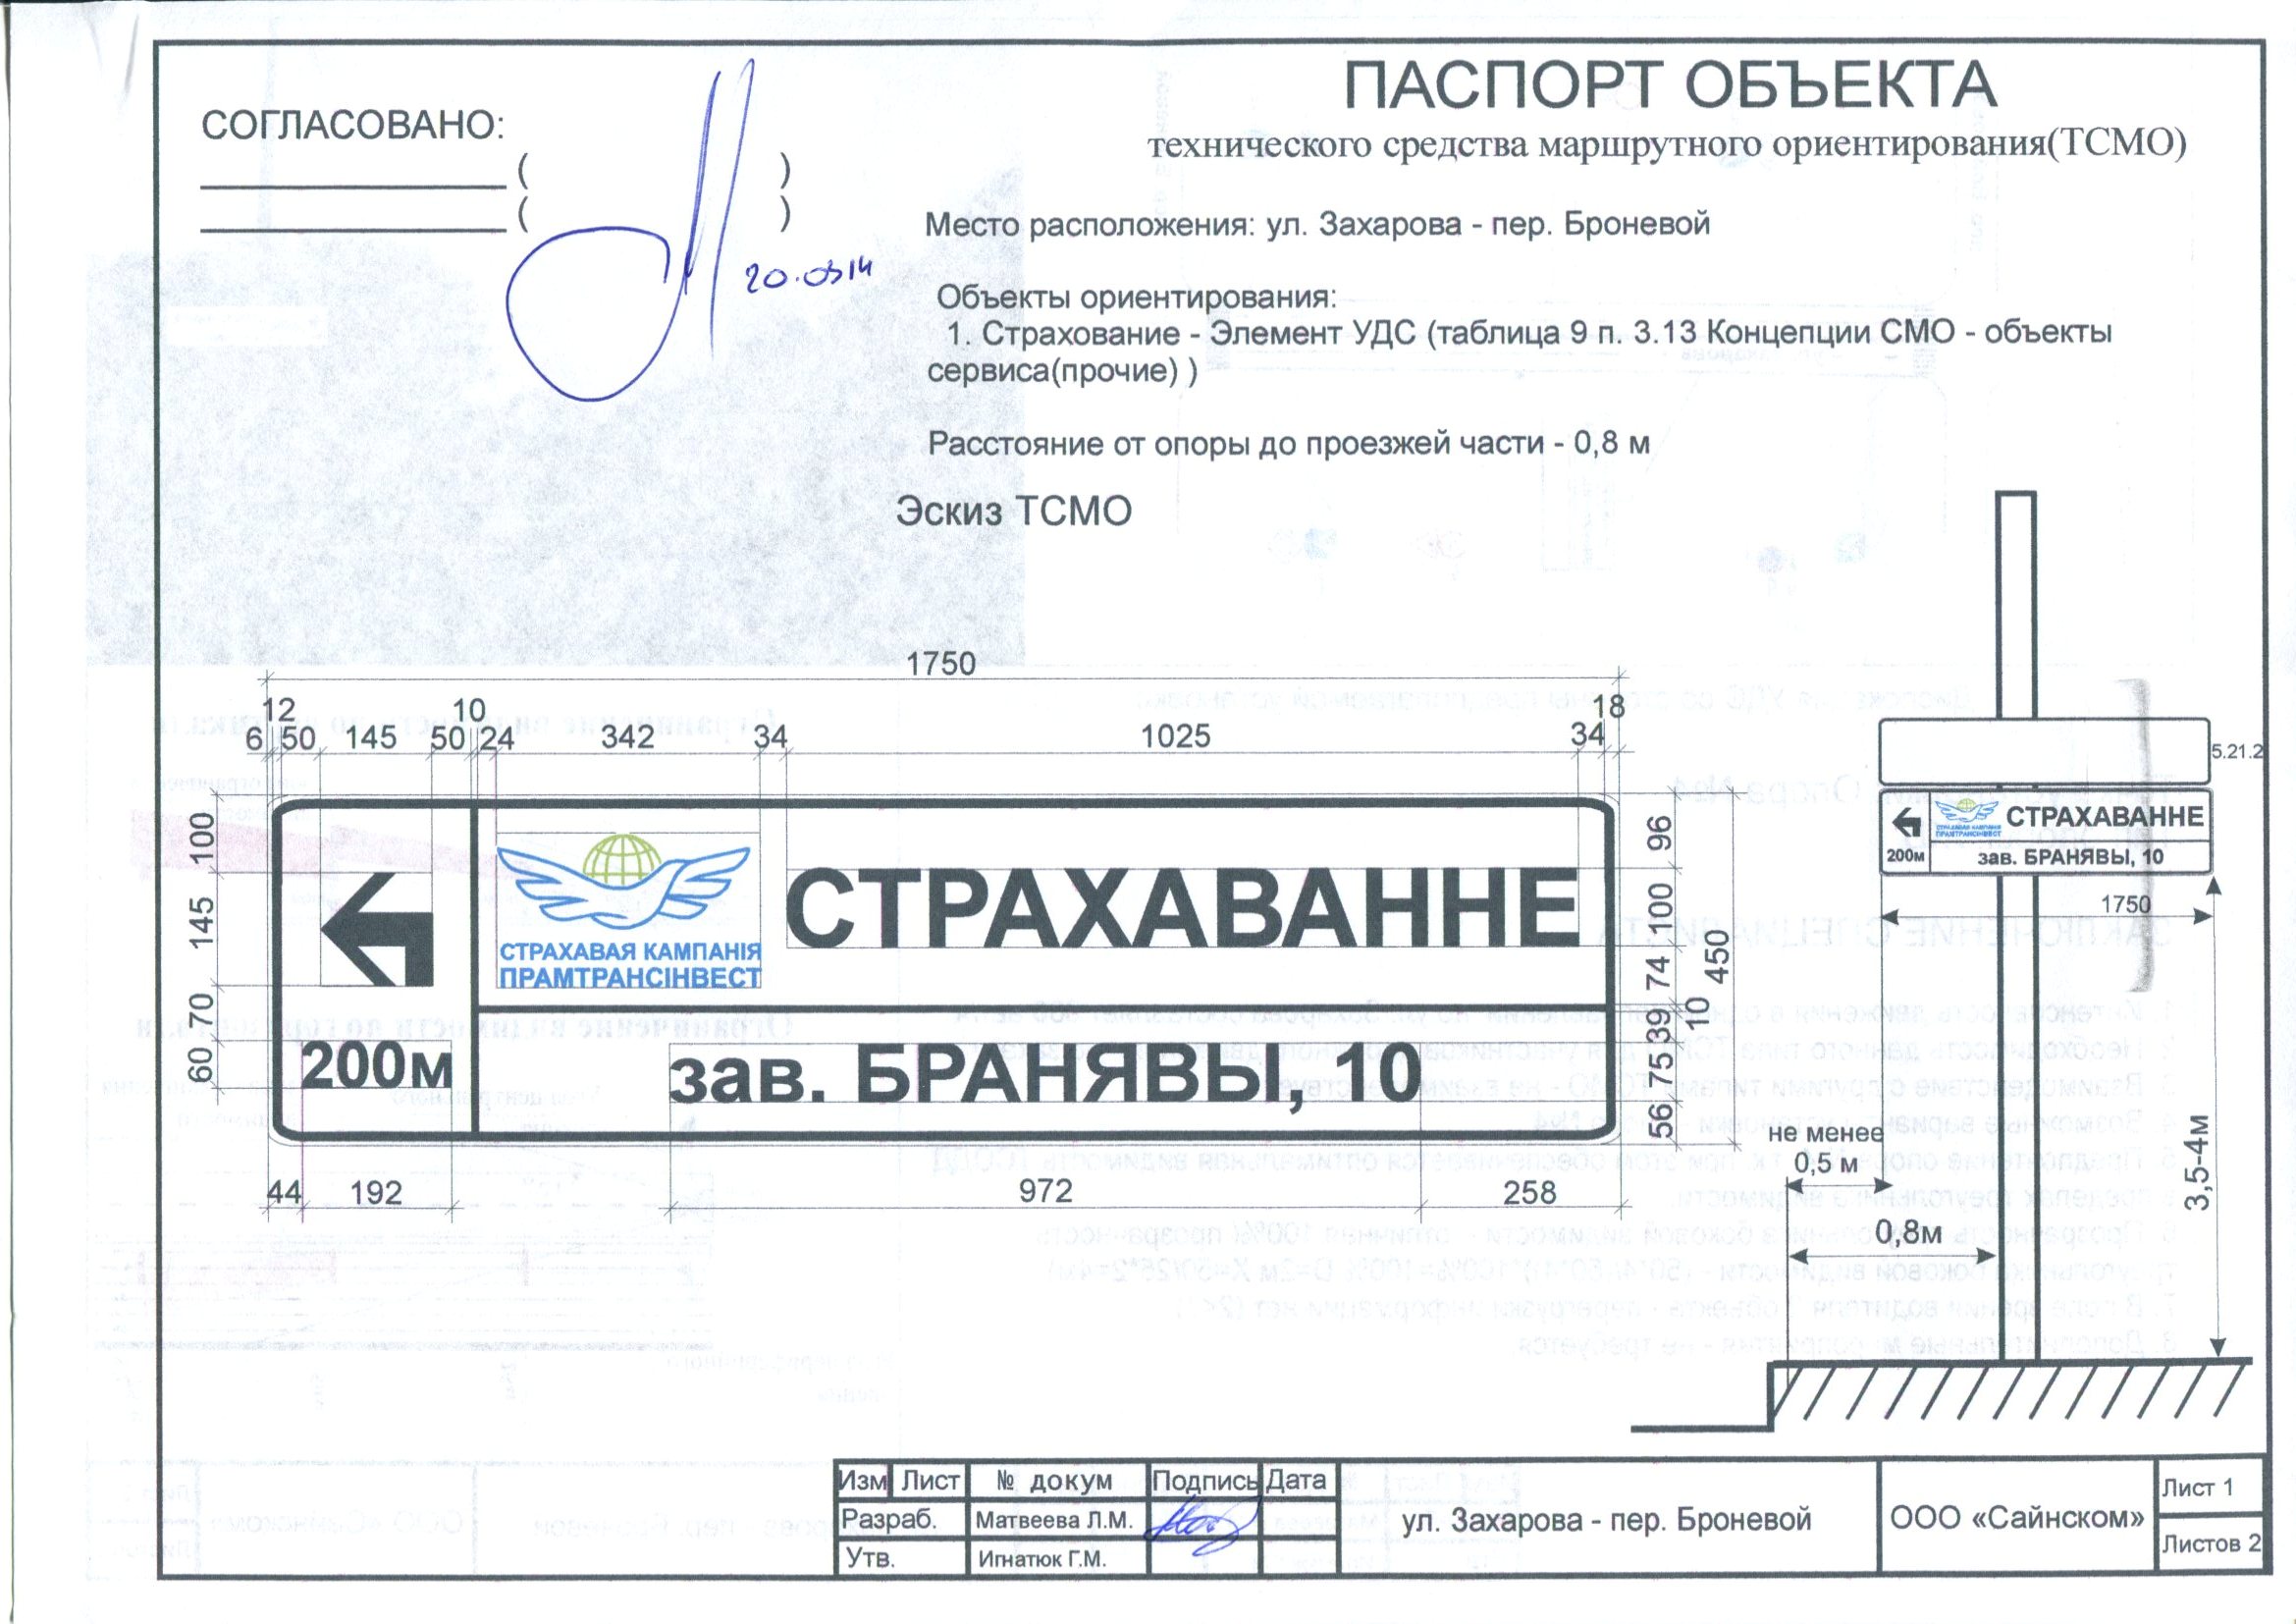 СОГЛАСОВАНО:
( )
( )
20.0314
ПАСПОРТ ОБЪЕКТА
технического средства маршрутного ориентирования(ТСМО)
Место расположения: ул. Захарова - пер. Броневой
Объекты ориентирования:
1. Страхование - Элемент УДС (таблица 9 п. 3.13 Концепции СМО - объекты
сервиса(прочие) )
Расстояние от опоры до проезжей части - 0,8 м
Эскиз ТСМО
1750
12 10 18
6 50 145 50 24 342 34 1025 34
100
145
70
60
СТРАХАВАЯ КАМПАНІЯ
ПРАМТРАНСІНВЕСТ
СТРАХАВАННЕ
200м
зав. БРАНЯВЫ, 10
96
100
74
10
39
75
56
450
44 192 972 258
5.21.2
СТРАХАВАЯ КАМПАНІЯ
ПРАМТРАНСІНВЕСТ
СТРАХАВАННЕ
200м
зав. БРАНЯВЫ, 10
1750
не менее
0,5 м
0,8м
3,5-4м
Изм Лист № докум Подпись Дата
Разраб. Матвеева Л.М.
Утв. Игнатюк Г.М.
ул. Захарова - пер. Броневой
ООО «Сайнском»
Лист 1
Листов 2